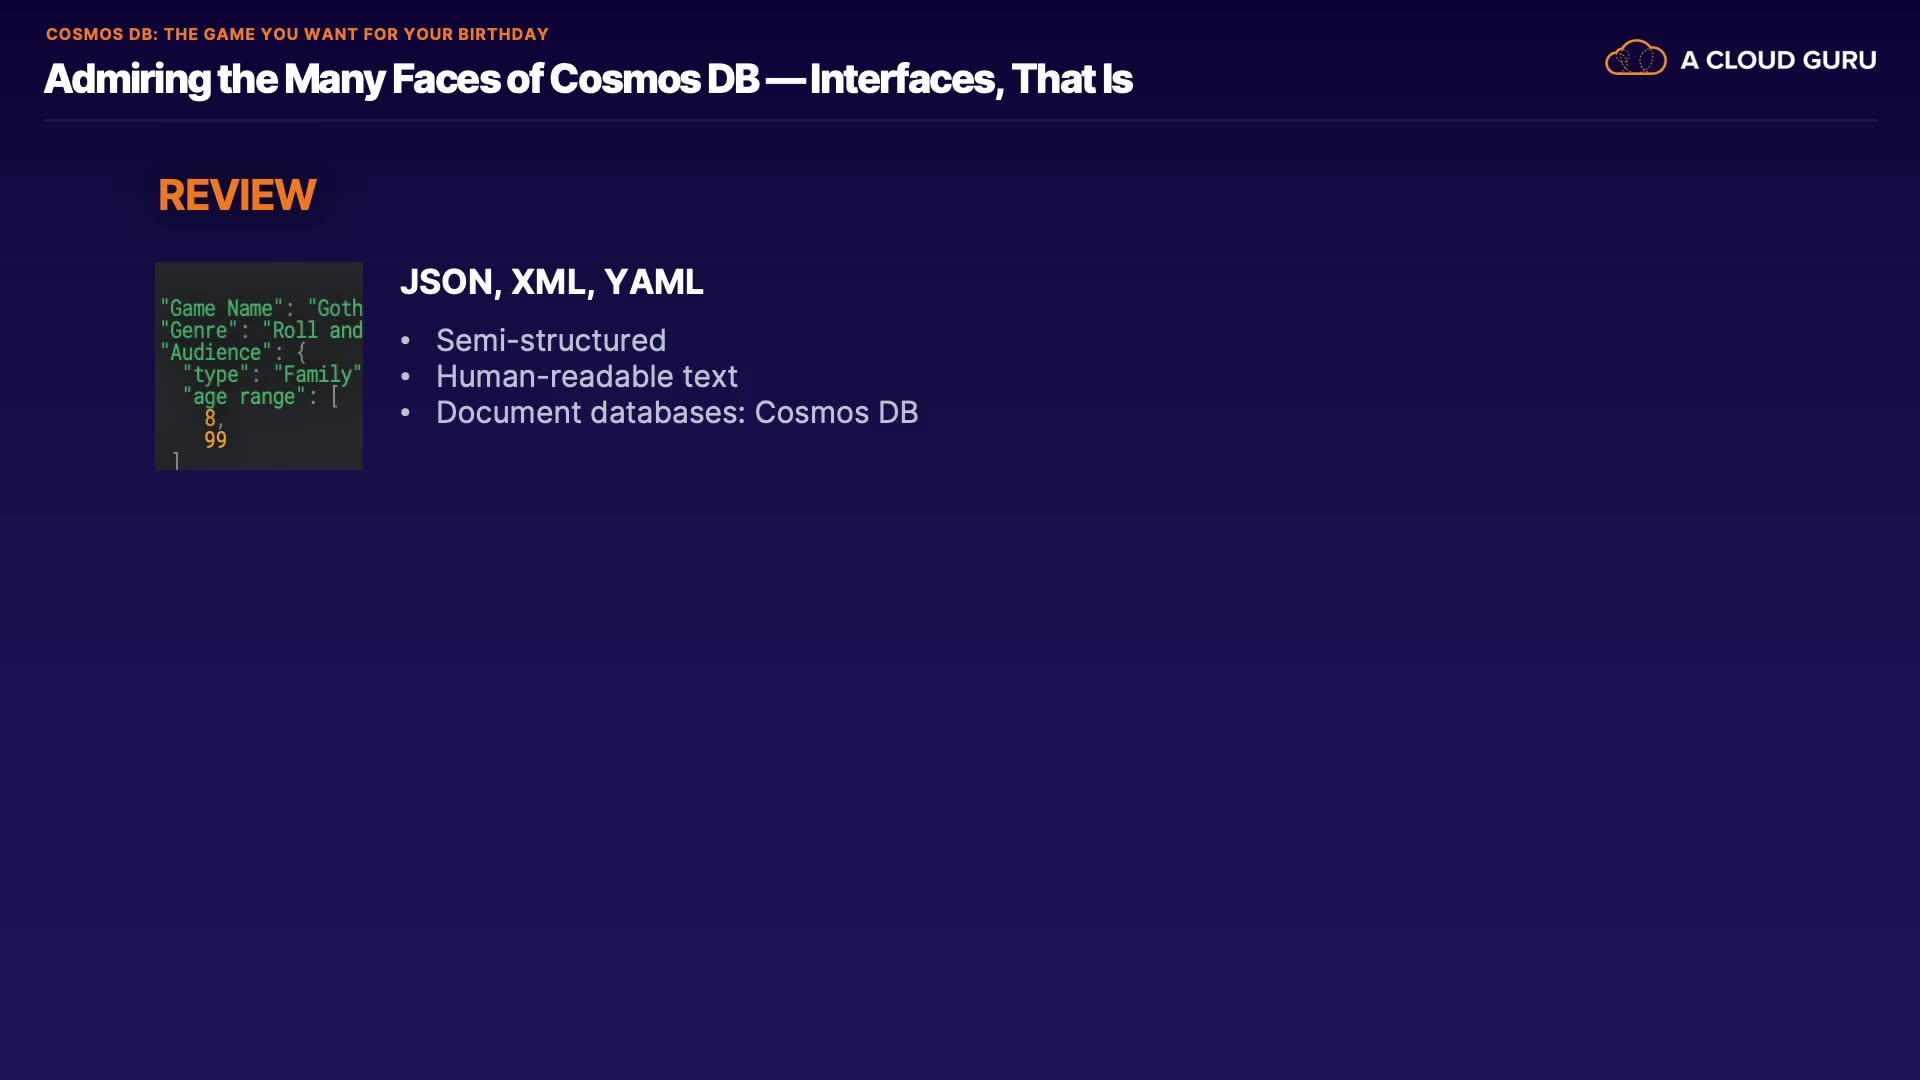 COSMOS DB: THE GAME YOU WANT FOR YOUR BIRTHDAY
Admiring the Many Faces of Cosmos DB — Interfaces, That Is
A CLOUD GURU
REVIEW
"Game Name": "Goth
"Genre": "Roll and
"Audience": {
"type": "Family"
"age range": [
8,
99
]
JSON, XML, YAML
• Semi-structured
• Human-readable text
• Document databases: Cosmos DB